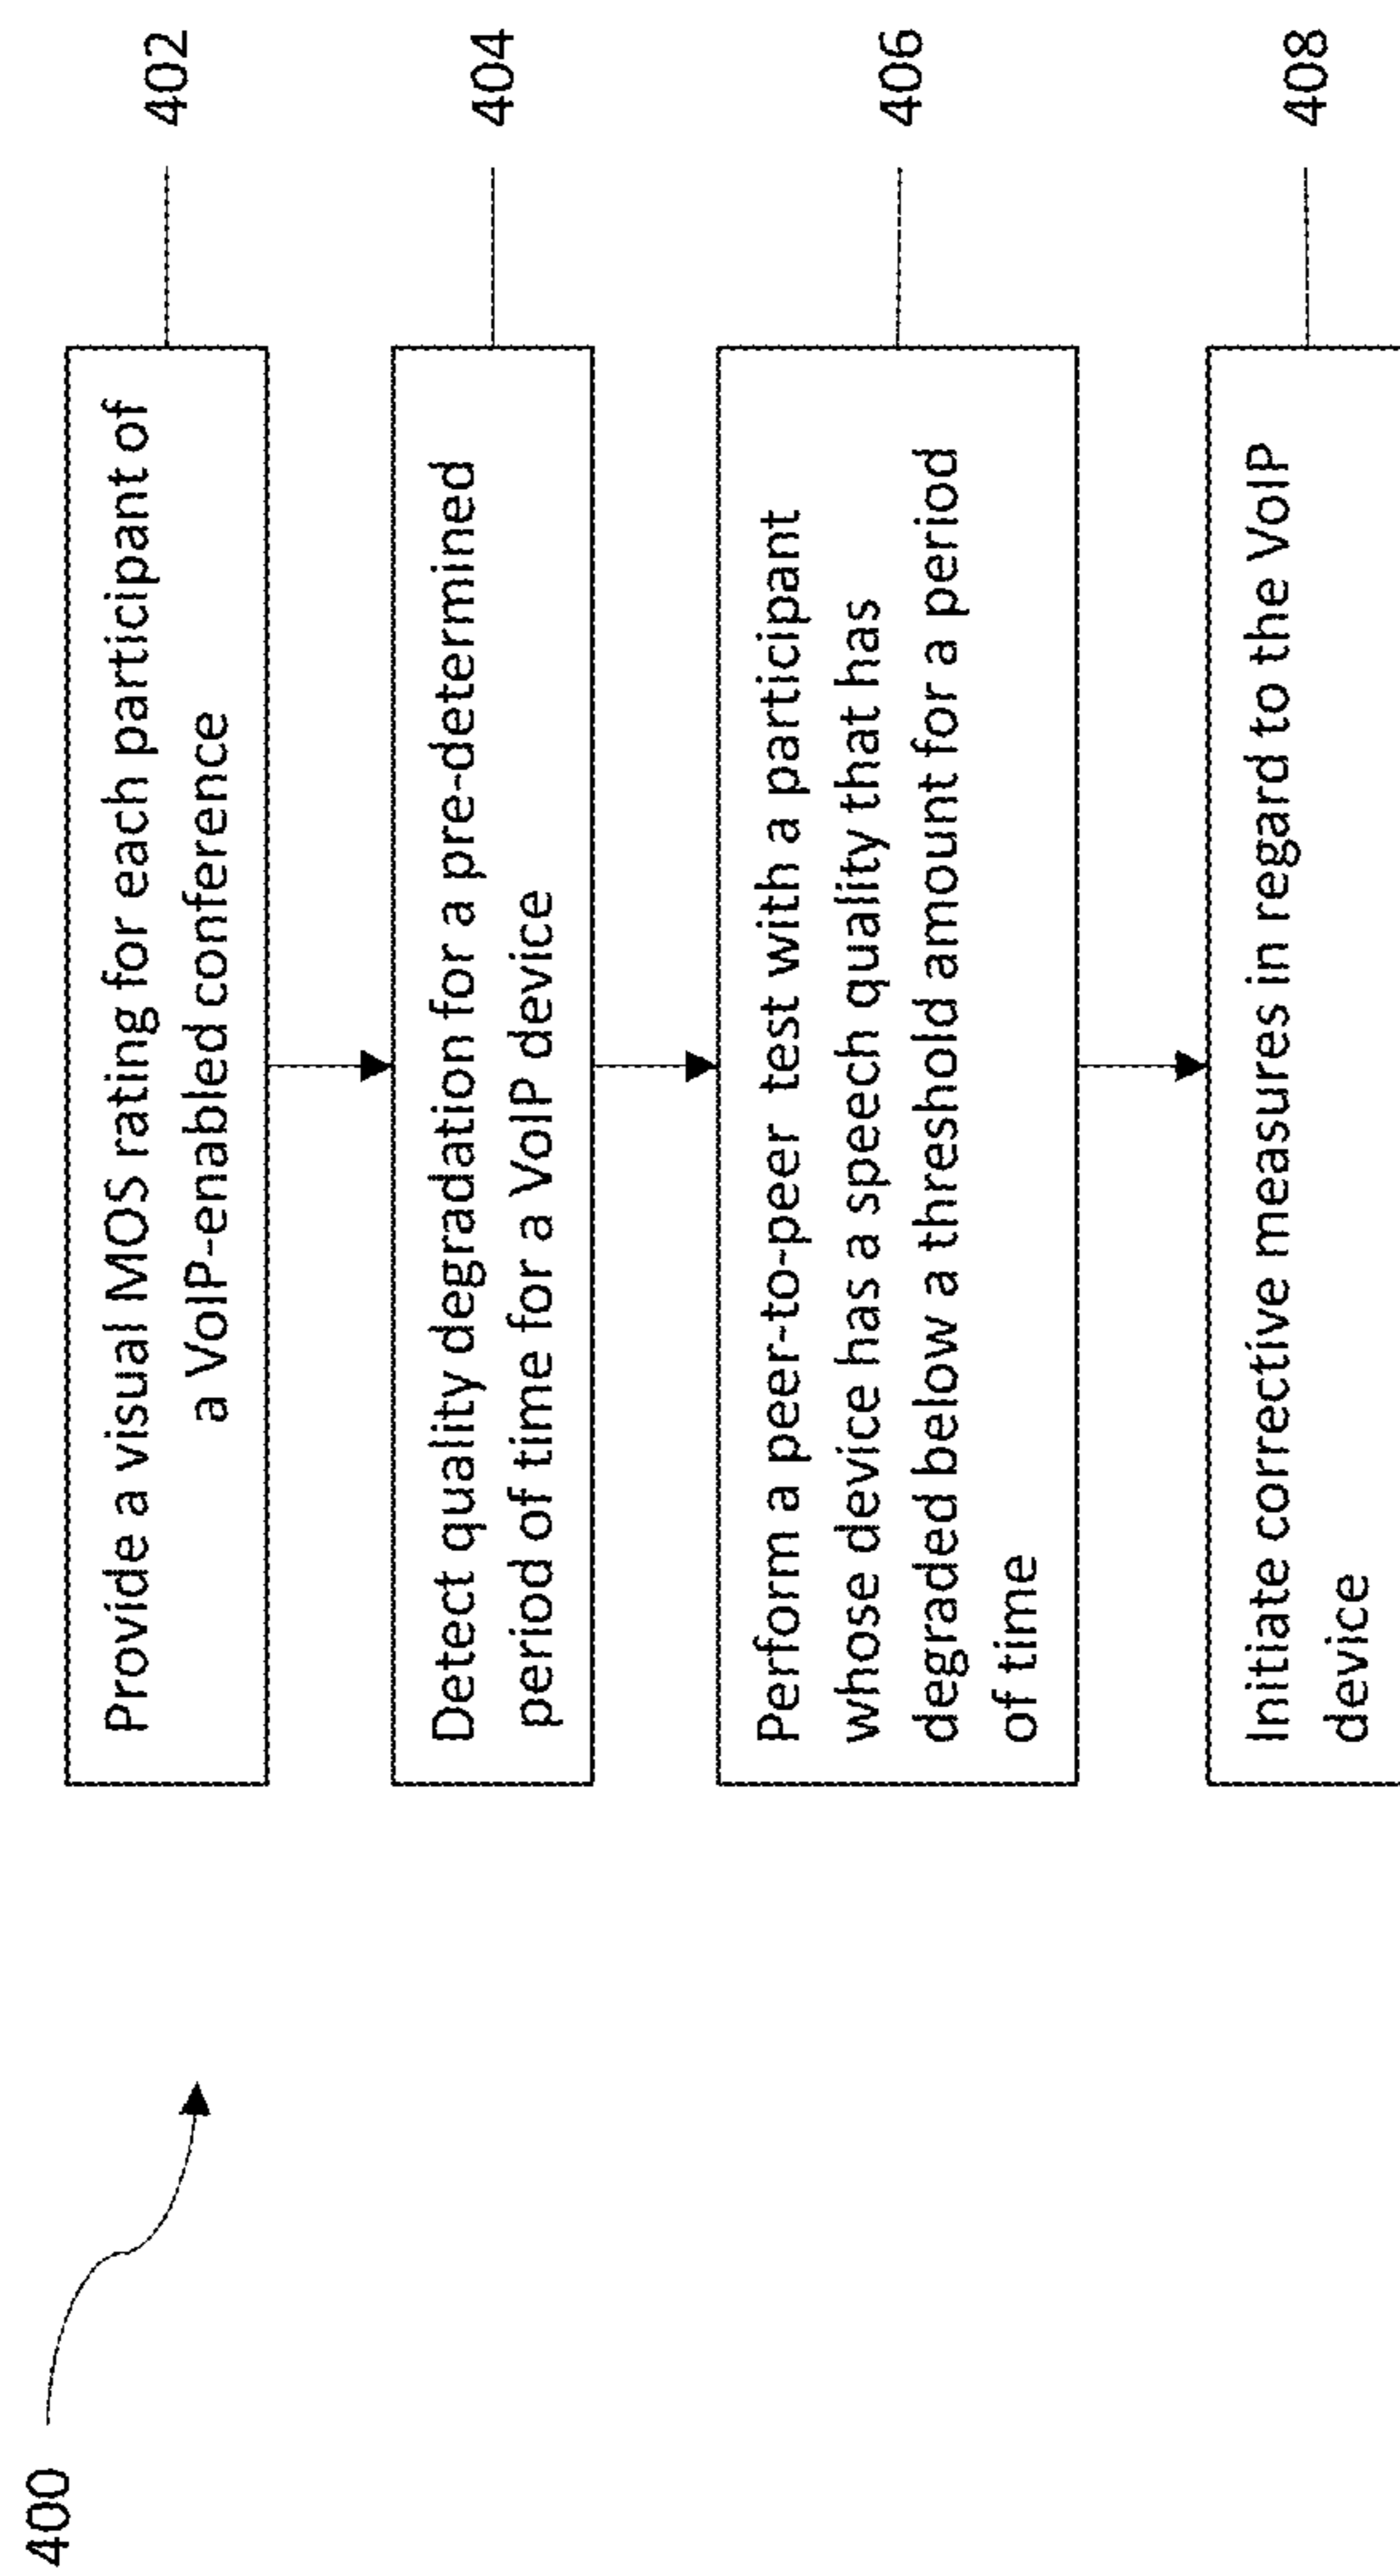 400
Provide a visual MOS rating for each participant of
a VoIP-enabled conference
402
Detect quality degradation for a pre-determined
period of time for a VoIP device
404
Perform a peer-to-peer test with a participant
whose device has a speech quality that has
degraded below a threshold amount for a period
of time
406
Initiate corrective measures in regard to the VoIP
device
408